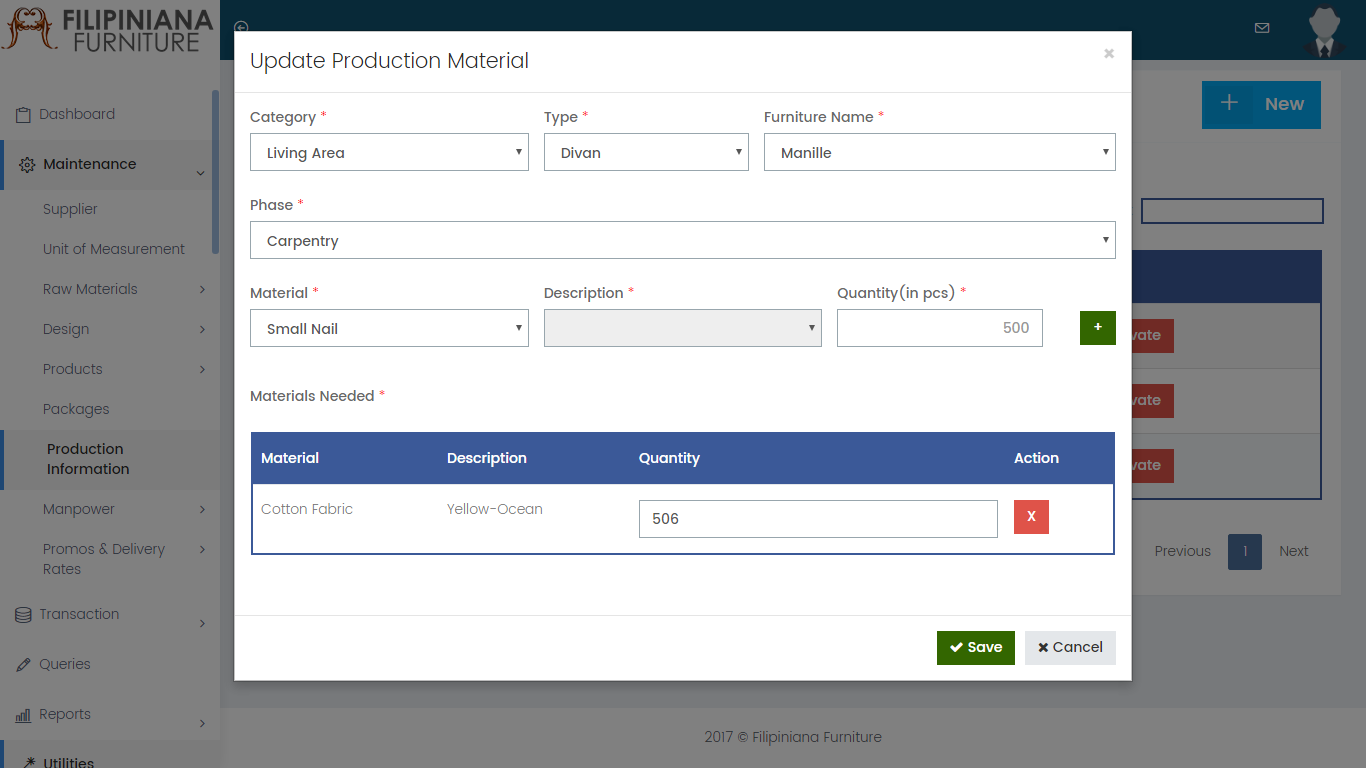 FILIPINIANA
FURNITURE
Dashboard
Maintenance
Supplier
Unit of Measurement
Raw Materials
Design
Products
Packages
Production
Information
Manpower
Promos & Delivery
Rates
Transaction
Queries
Reports
Utilities
Update Production Material
×
Category *
Type *
Furniture Name *
Living Area
Divan
Manille
Phase *
Carpentry
Material *
Description *
Quantity(in pcs) *
Small Nail
500
+
Materials Needed *
Material
Description
Quantity
Action
Cotton Fabric
Yellow-Ocean
506
X
Save
Cancel
New
vate
vate
vate
Previous
1
Next
2017 © Filipiniana Furniture